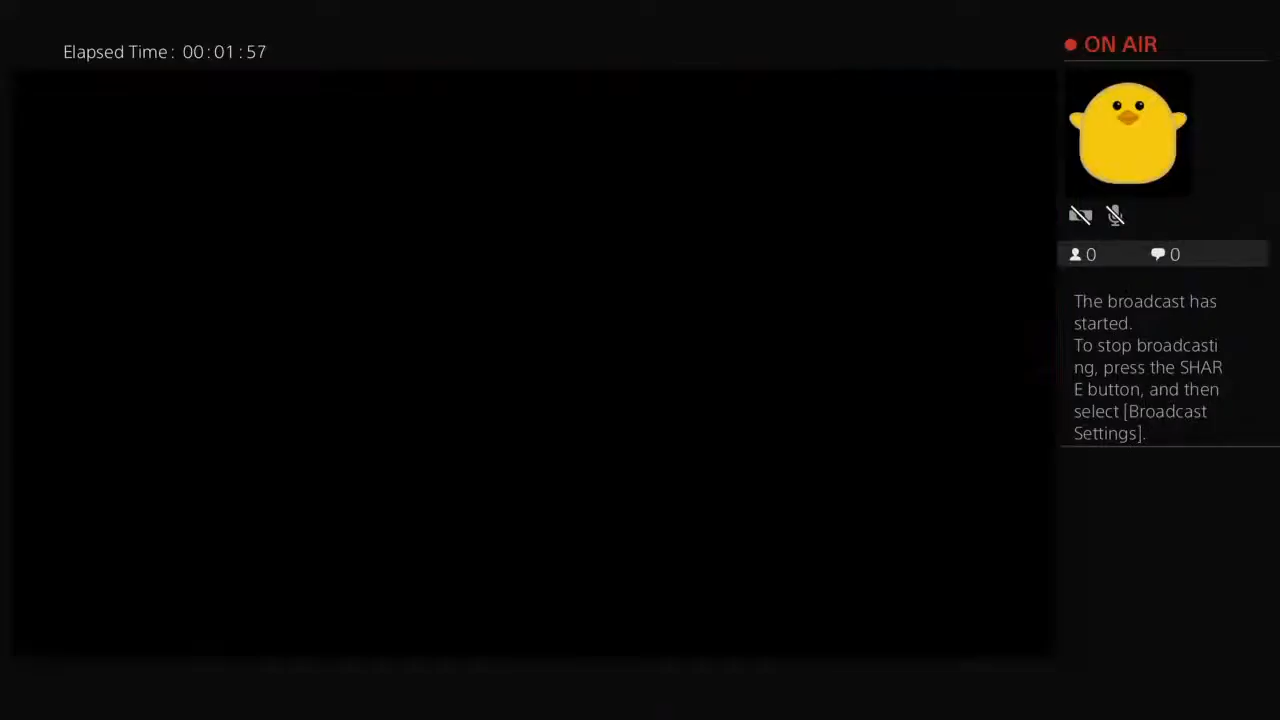 Elapsed Time: 00:01:57
ON AIR
0 0
The broadcast has
started.
To stop broadcasti
ng, press the SHAR
E button, and then
select [Broadcast
Settings].